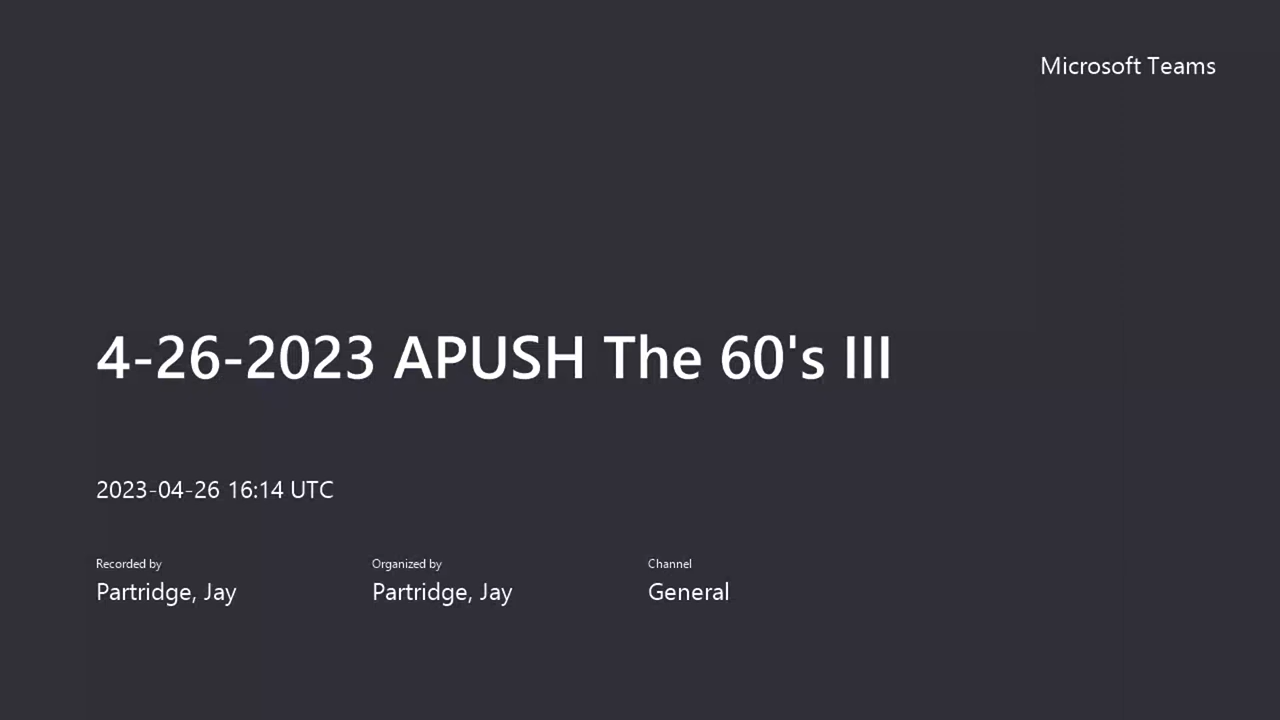 Microsoft Teams
4-26-2023 APUSH The 60's III
2023-04-26 16:14 UTC
Recorded by
Organized by
Channel
Partridge, Jay
Partridge, Jay
General